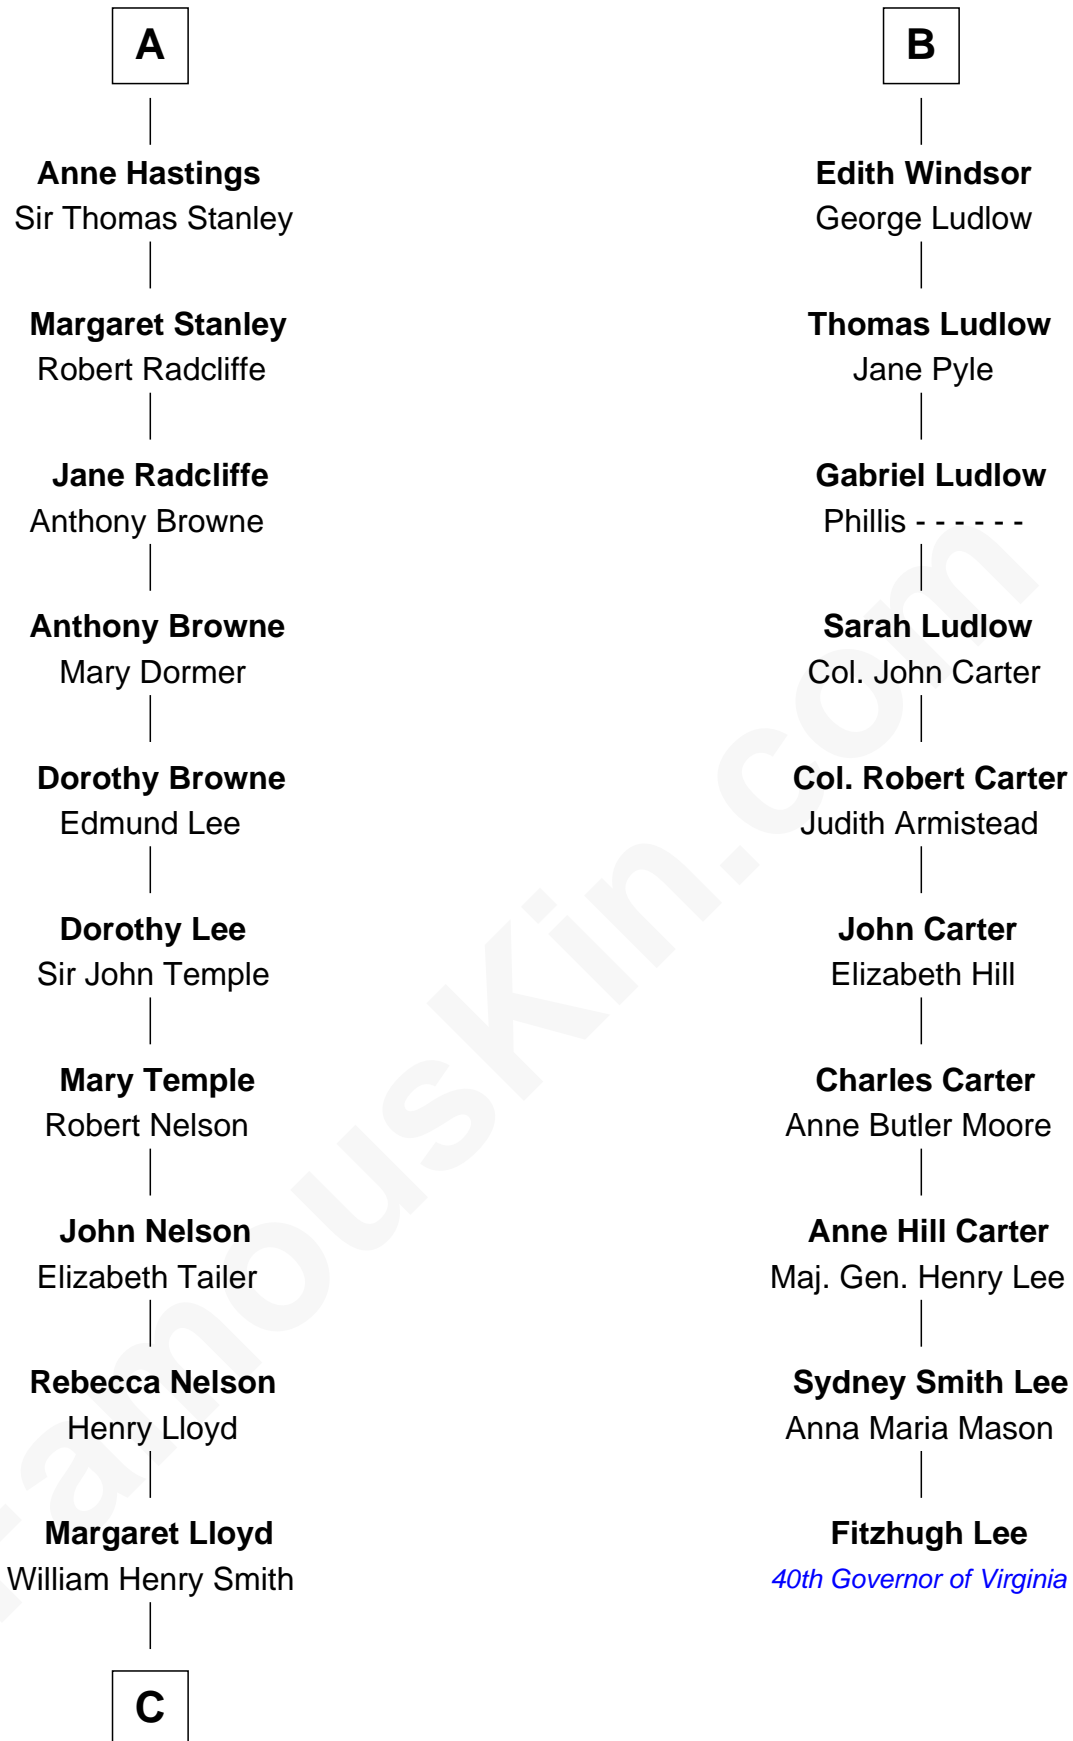 A
Anne Hastings
Sir Thomas Stanley
Margaret Stanley
Robert Radcliffe
Jane Radcliffe
Anthony Browne
Anthony Browne
Mary Dormer
Dorothy Browne
Edmund Lee
Dorothy Lee
Sir John Temple
Mary Temple
Robert Nelson
John Nelson
Elizabeth Tailer
Rebecca Nelson
Henry Lloyd
Margaret Lloyd
William Henry Smith
C
B
Edith Windsor
George Ludlow
Thomas Ludlow
Jane Pyle
Gabriel Ludlow
Phillis - - - - - -
Sarah Ludlow
Col. John Carter
Col. Robert Carter
Judith Armistead
John Carter
Elizabeth Hill
Charles Carter
Anne Butler Moore
Anne Hill Carter
Maj. Gen. Henry Lee
Sydney Smith Lee
Anna Maria Mason
Fitzhugh Lee
40th Governor of Virginia
FamousKin.com